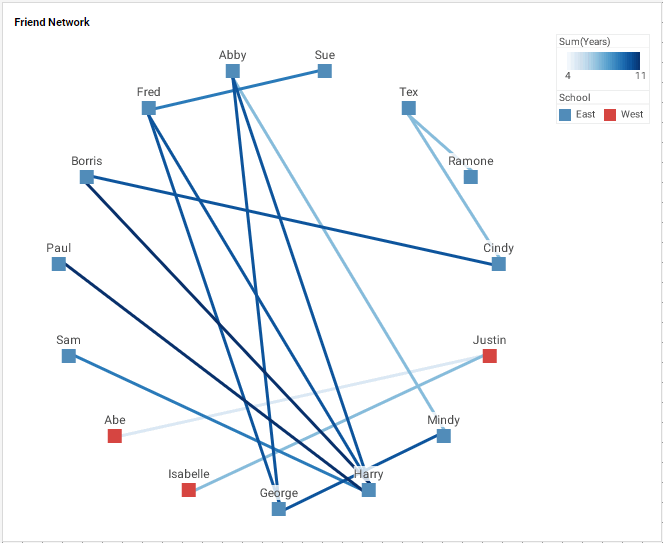 Friend Network
Sum(Years)
4 11
School
East West
Abby
Sue
Fred
Tex
Borris
Ramone
Paul
Cindy
Sam
Justin
Abe
Mindy
Isabelle
Harry
George